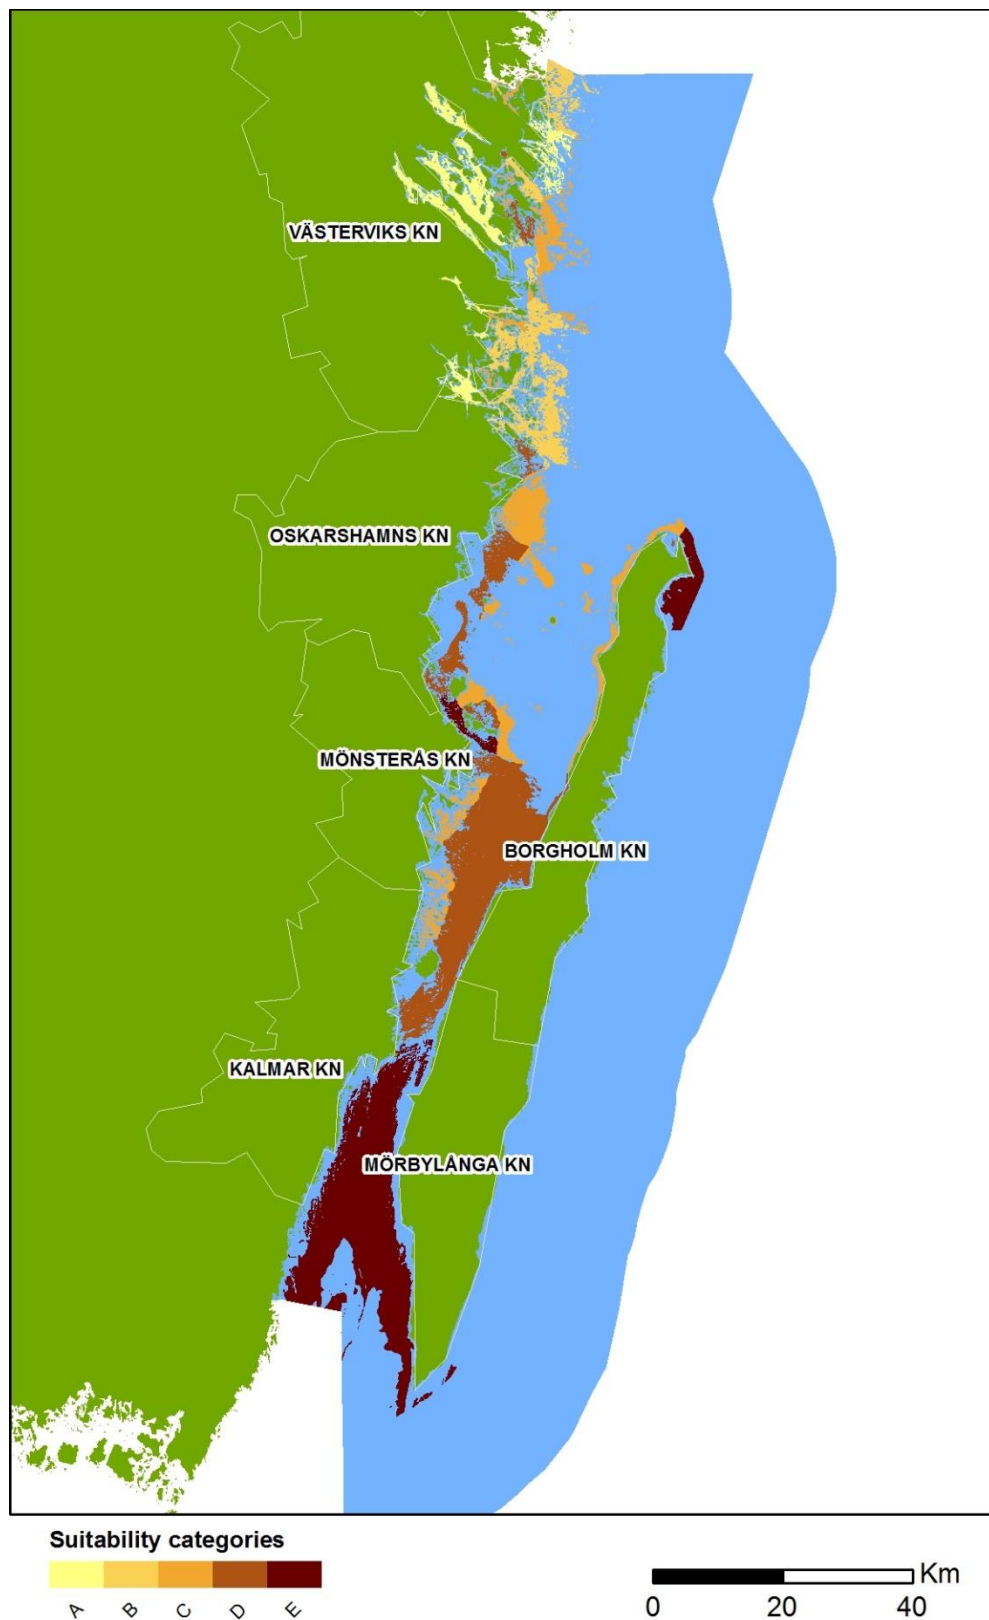 VÄSTERVIKS KN
OSKARSHAMNS KN
MÖNSTERÅS KN
BORGHOLM KN
KALMAR KN
MÖRBYLÅNGA KN
Suitability categories
A B C D E
Km
0 20 40